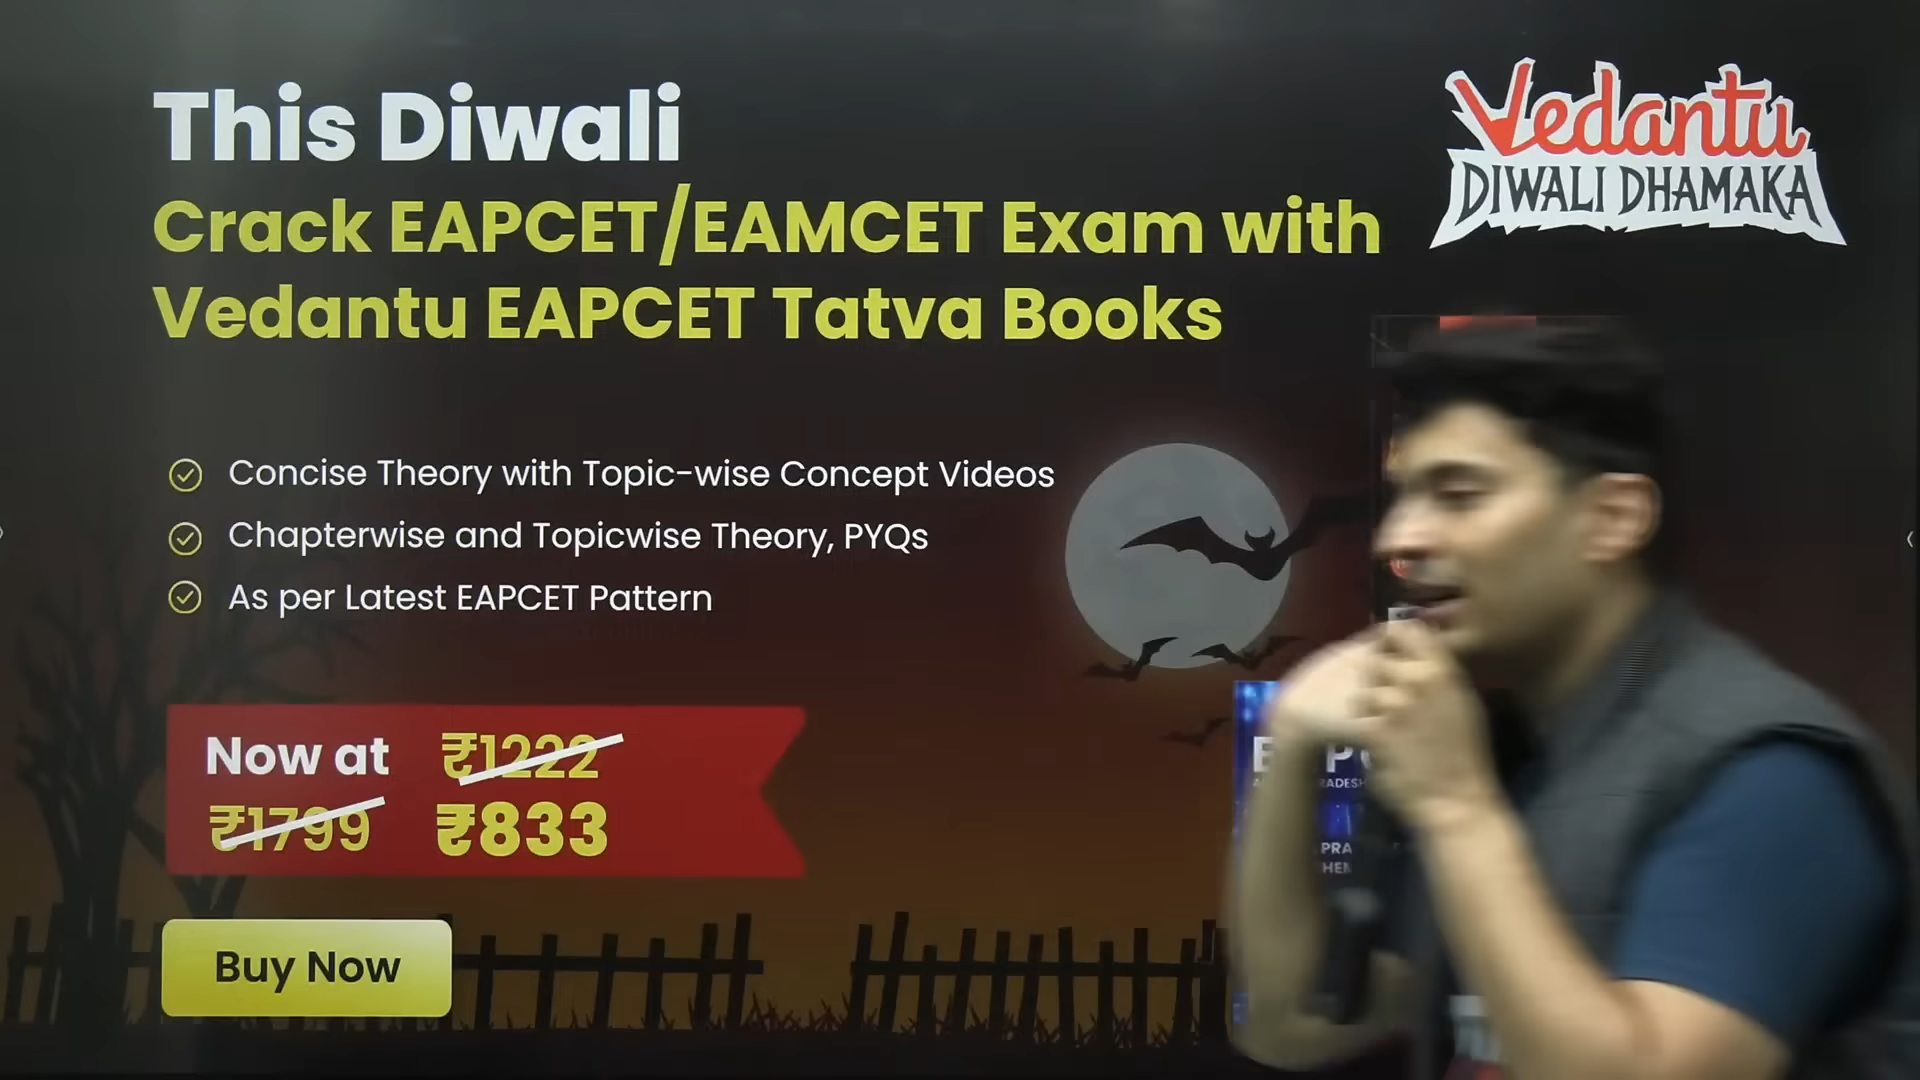 This Diwali
Crack EAPCET/EAMCET Exam with
Vedantu EAPCET Tatva Books
Vedantu
DIWALI DHAMAKA
Concise Theory with Topic-wise Concept Videos
Chapterwise and Topicwise Theory, PYQs
As per Latest EAPCET Pattern
Now at ₹1222
₹1799 ₹833
Buy Now